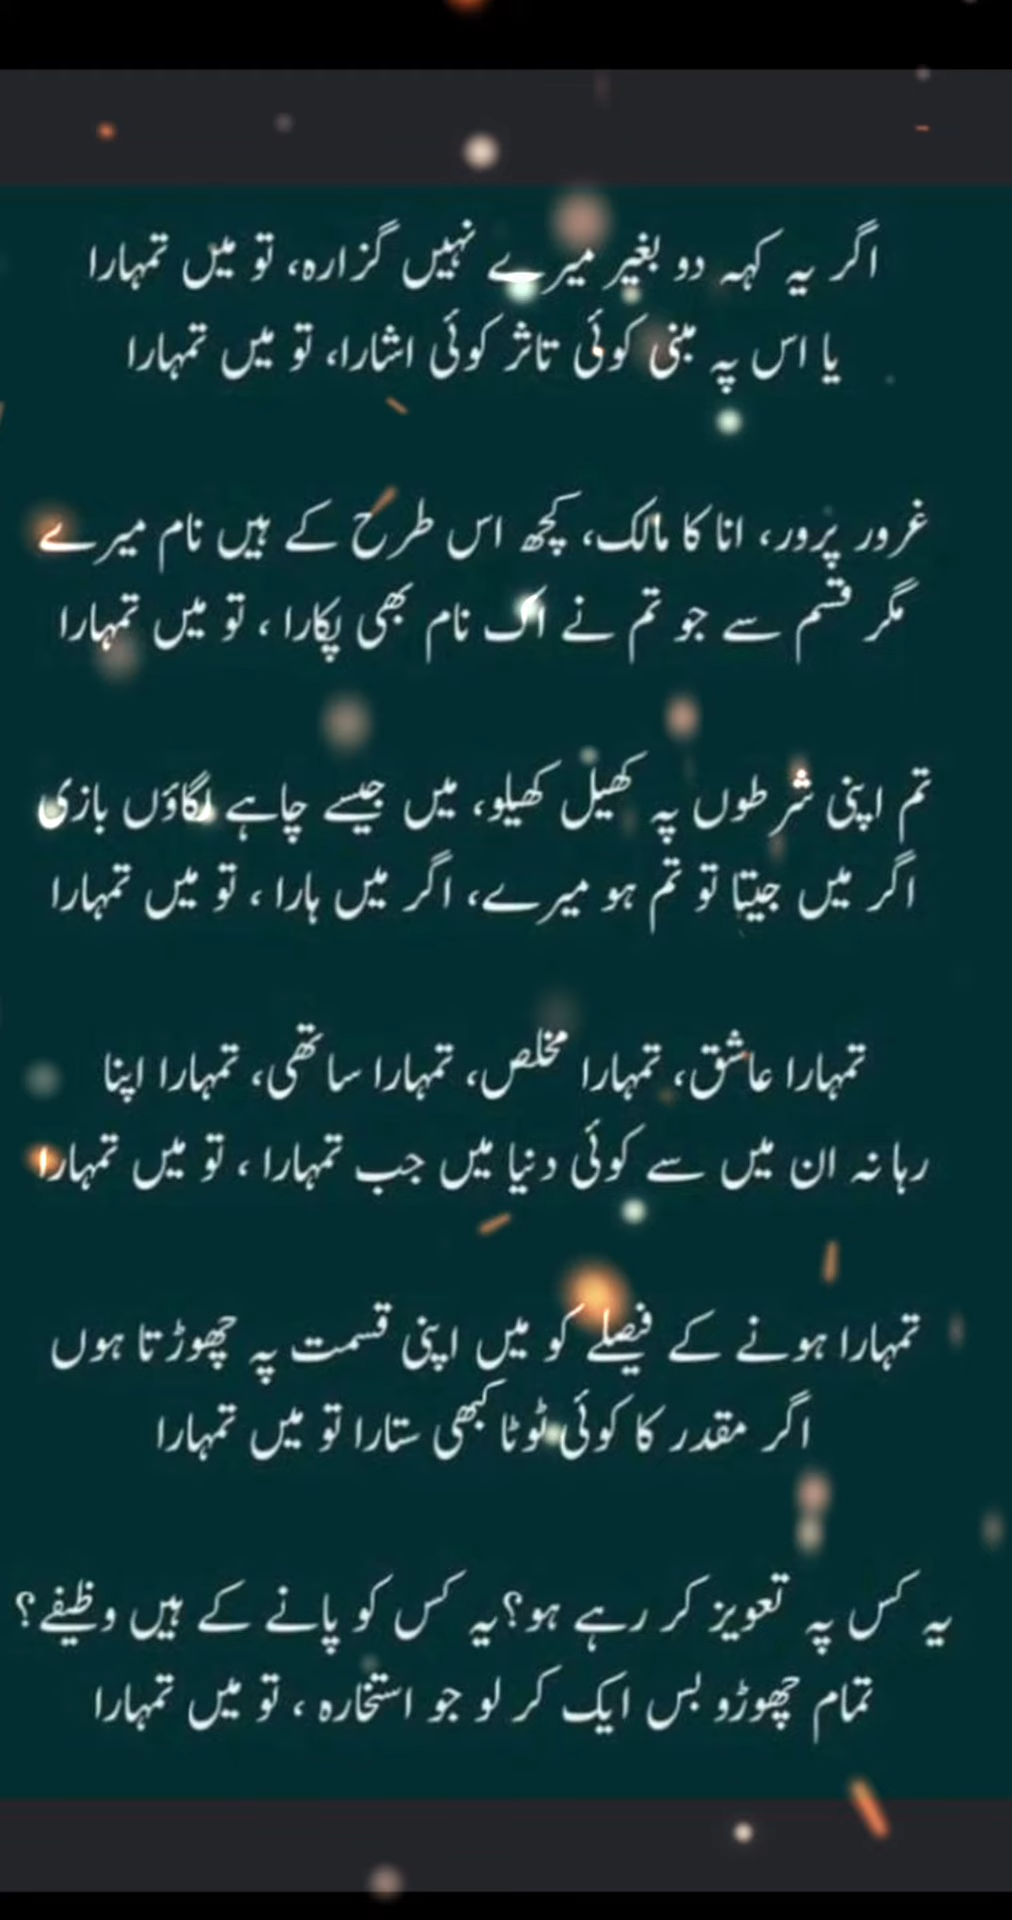 اگر یہ کہہ دو بغیر میرے نہیں گزارہ، تو میں تمہارا
یا اس پہ مبنی کوئی تاثر کوئی اشارا، تو میں تمہارا
غرور پرور، انا کا مالک، کچھ اس طرح کے ہیں نام میرے
مگر قسم سے جو تم نے اک نام بھی پکارا ، تو میں تمہارا
تم اپنی شرطوں پہ کھیل کھیلو، میں جیسے چاہے لگاؤں بازی
اگر میں جیتا تو تم ہو میرے، اگر میں ہارا ، تو میں تمہارا
تمہارا عاشق، تمہارا مخلص، تمہارا ساتھی، تمہارا اپنا
رہا نہ ان میں سے کوئی دنیا میں جب تمہارا ، تو میں تمہارا
تمہارا ہونے کے فیصلے کو میں اپنی قسمت پہ چھوڑتا ہوں
اگر مقدر کا کوئی ٹوٹا کبھی ستارا تو میں تمہارا
یہ کس پہ تعویز کر رہے ہو؟ یہ کس کو پانے کے ہیں وظیفے؟
تمام چھوڑو بس ایک کر لو جو استخارہ ، تو میں تمہارا